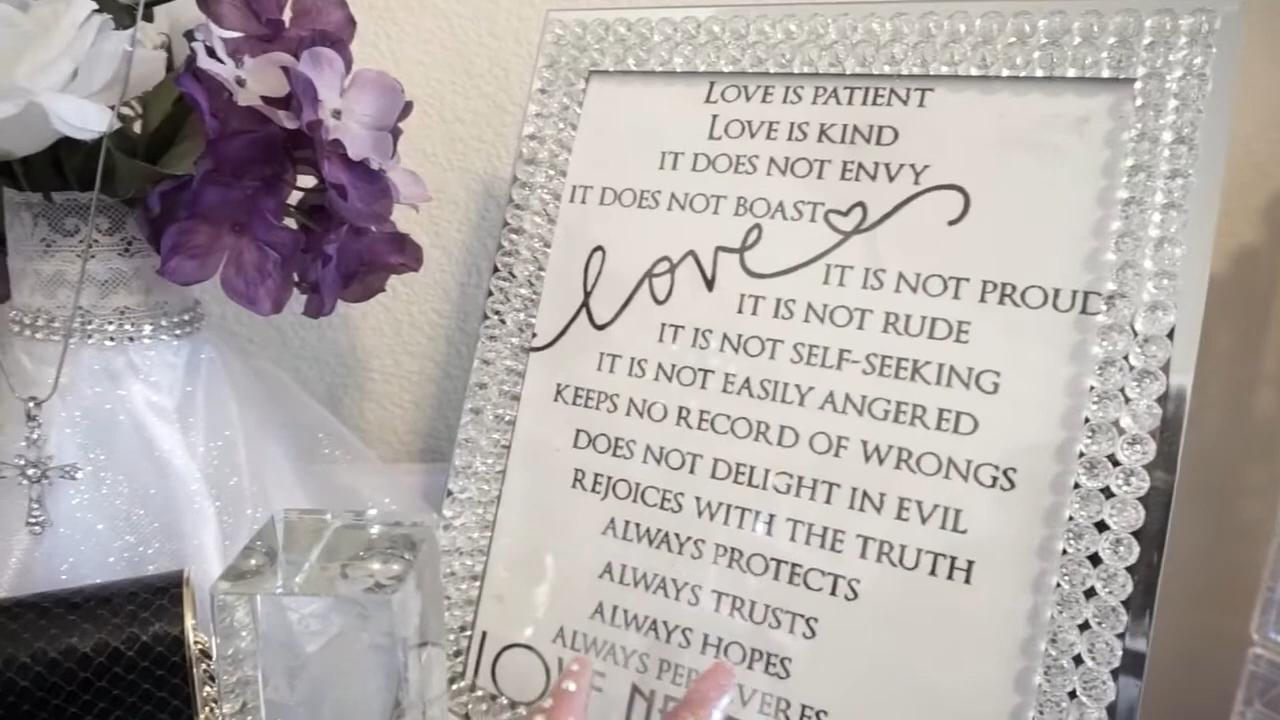 LOVE IS PATIENT
LOVE IS KIND
IT DOES NOT ENVY
IT DOES NOT BOAST
love
IT IS NOT PROUD
IT IS NOT RUDE
IT IS NOT SELF-SEEKING
IT IS NOT EASILY ANGERED
KEEPS NO RECORD OF WRONGS
DOES NOT DELIGHT IN EVIL
REJOICES WITH THE TRUTH
ALWAYS PROTECTS
ALWAYS TRUSTS
ALWAYS HOPES
ALWAYS PERSEVERES